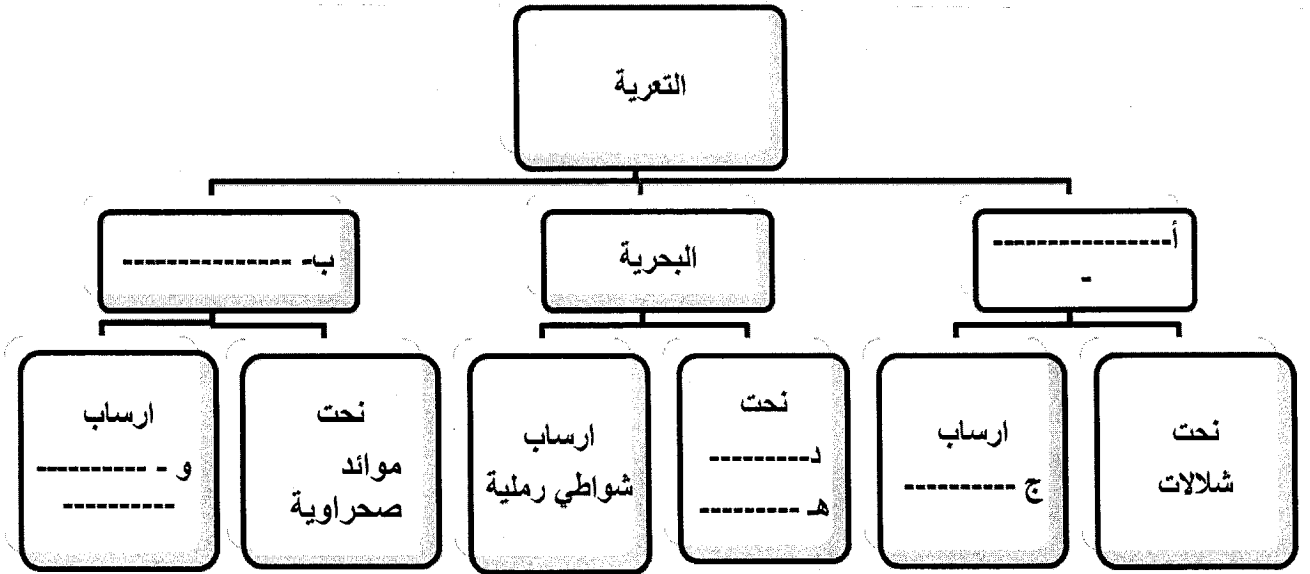 التعرية
أ----------------
-
البحرية
ب- ---------------
نحت
شلالات
ارساب
ج ----------
نحت
د---------
هـ ---------
ارساب
شواطي رملية
نحت
موائد
صحراوية
ارساب
و - ----------
----------